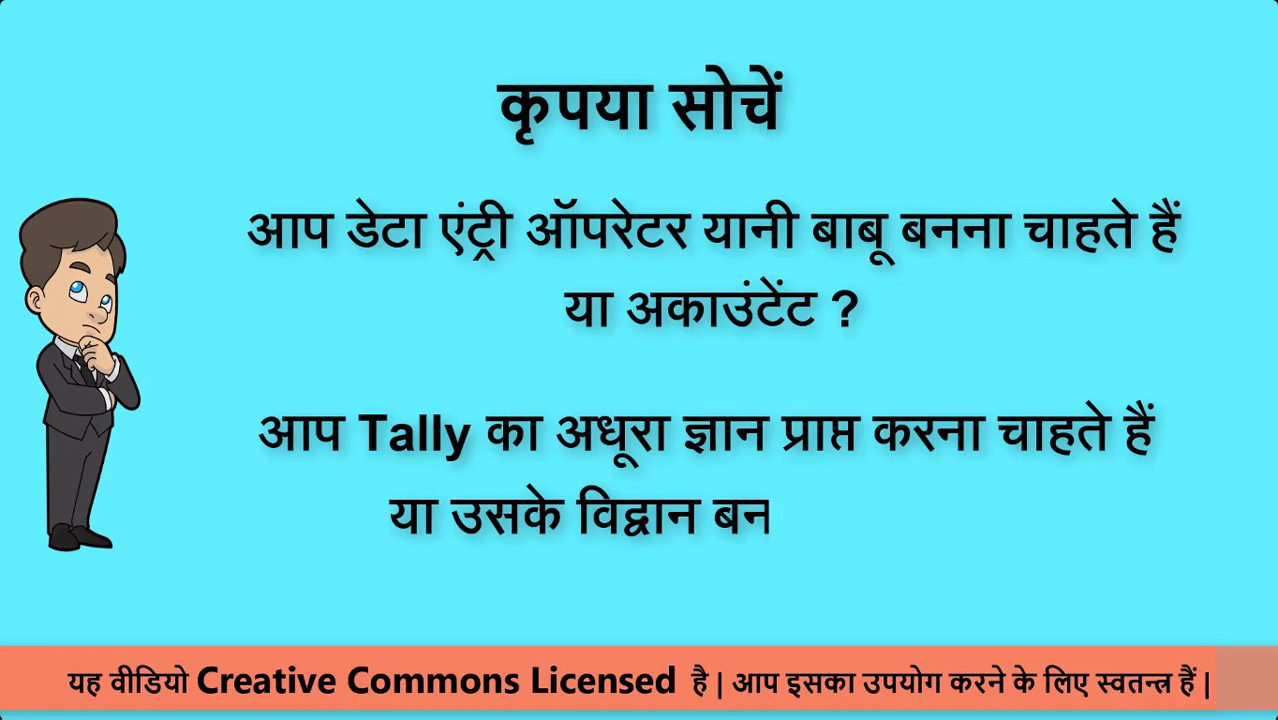 कृपया सोचें
आप डेटा एंट्री ऑपरेटर यानी बाबू बनना चाहते हैं
या अकाउंटेंट ?
आप Tally का अधूरा ज्ञान प्राप्त करना चाहते हैं
या उसके विद्वान बन
यह वीडियो Creative Commons Licensed है | आप इसका उपयोग करने के लिए स्वतन्त्र हैं |